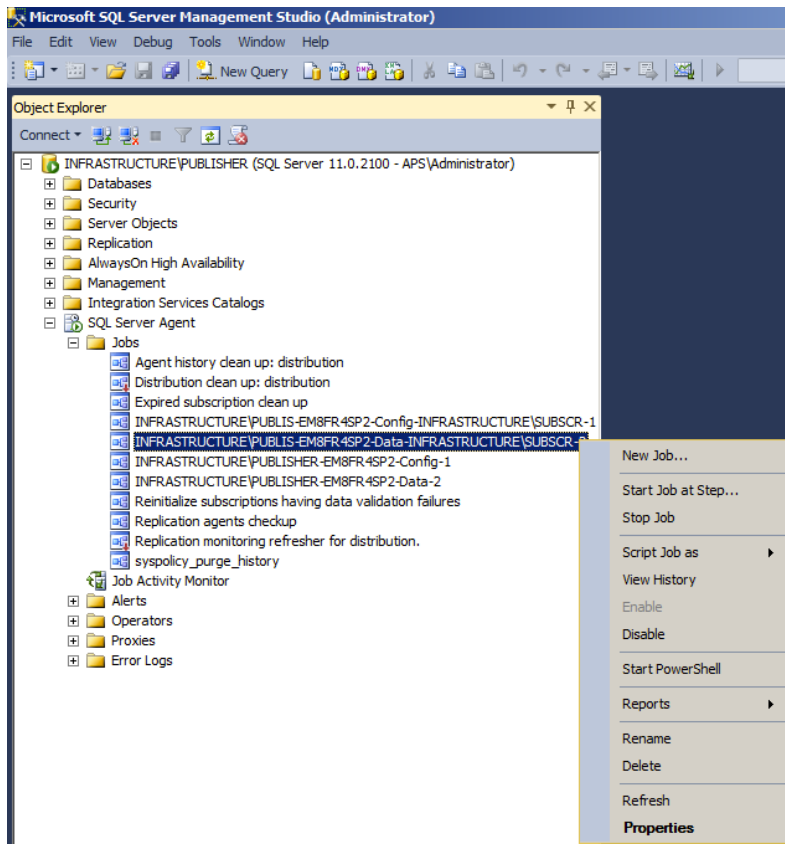 Microsoft SQL Server Management Studio (Administrator)
File Edit View Debug Tools Window Help
New Query
Object Explorer
Connect
INFRASTRUCTURE\PUBLISHER (SQL Server 11.0.2100 - APS\Administrator)
Databases
Security
Server Objects
Replication
AlwaysOn High Availability
Management
Integration Services Catalogs
SQL Server Agent
Jobs
Agent history clean up: distribution
Distribution clean up: distribution
Expired subscription clean up
INFRASTRUCTURE\PUBLIS-EM8FR4SP2-Config-INFRASTRUCTURE\SUBSCR-1
INFRASTRUCTURE\PUBLIS-EM8FR4SP2-Data-INFRASTRUCTURE\SUBSCR-
INFRASTRUCTURE\PUBLISHER-EM8FR4SP2-Config-1
INFRASTRUCTURE\PUBLISHER-EM8FR4SP2-Data-2
Reinitialize subscriptions having data validation failures
Replication agents checkup
Replication monitoring refresher for distribution.
syspolicy_purge_history
Job Activity Monitor
Alerts
Operators
Proxies
Error Logs
New Job...
Start Job at Step...
Stop Job
Script Job as
View History
Enable
Disable
Start PowerShell
Reports
Rename
Delete
Refresh
Properties